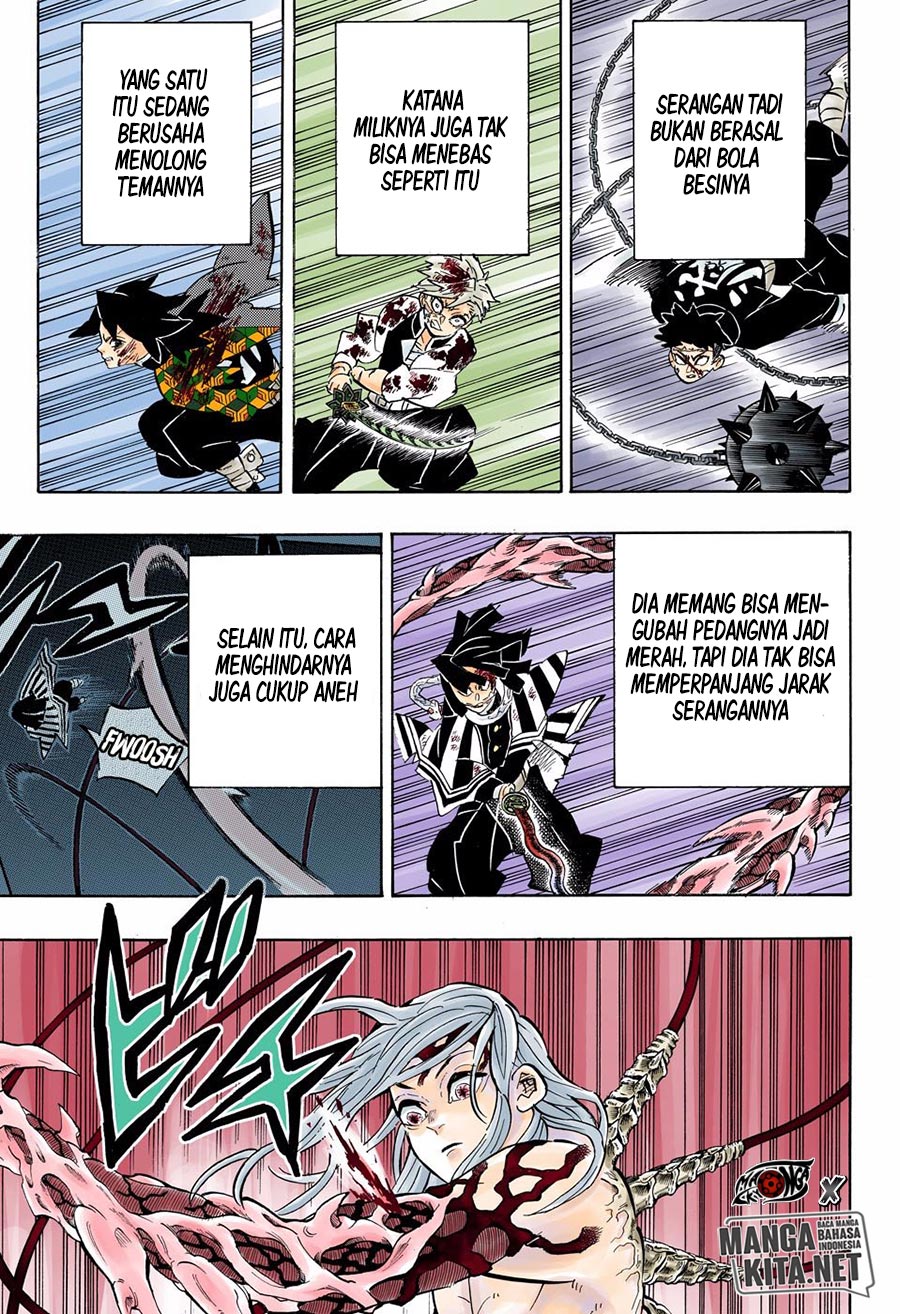 SERANGAN TADI
BUKAN BERASAL
DARI BOLA
BESINYA
KATANA
MILIKNYA JUGA TAK
BISA MENEBAS
SEPERTI ITU
YANG SATU
ITU SEDANG
BERUSAHA
MENOLONG
TEMANNYA
DIA MEMANG BISA MEN-
GUBAH PEDANGNYA JADI
MERAH, TAPI DIA TAK BISA
MEMPERPANJANG JARAK
SERANGANNYA
SELAIN ITU, CARA
MENGHINDARNYA
JUGA CUKUP ANEH
FWOOSH
X
MANGA
BACA MANGA
BAHASA
INDONESIA
KITA.NET